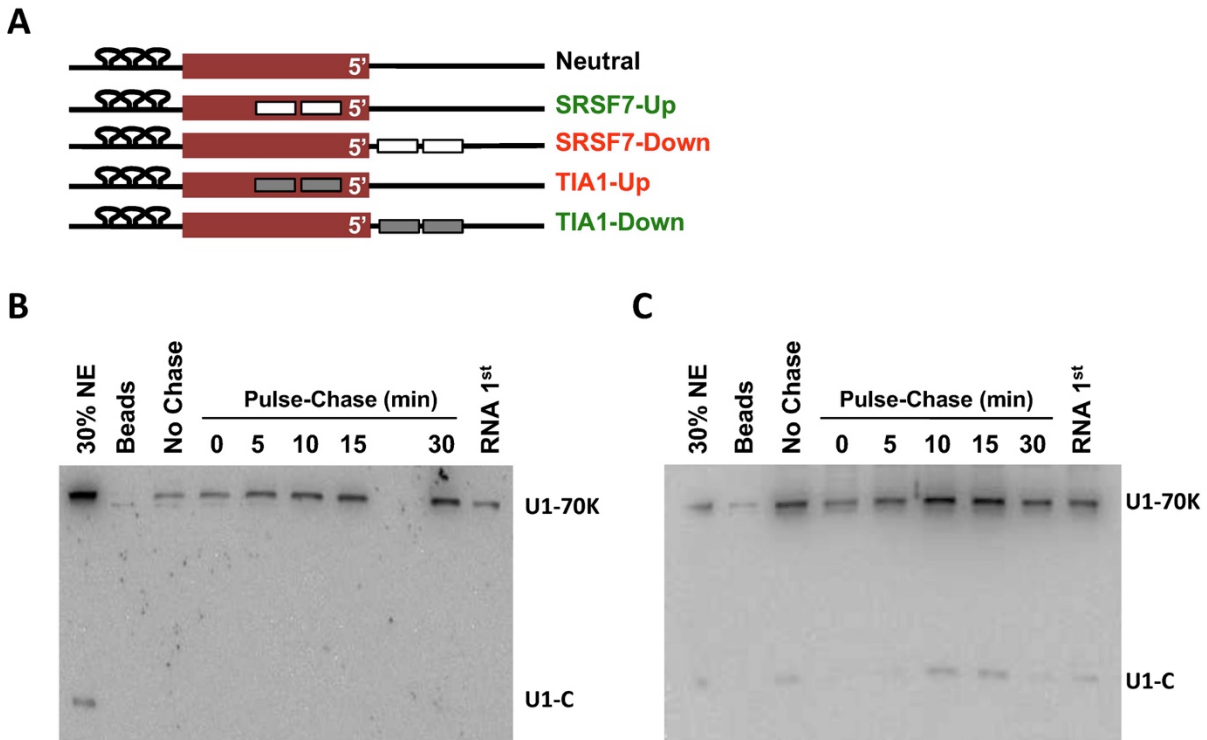 A
5' Neutral
5' SRSF7-Up
5' SRSF7-Down
5' TIA1-Up
5' TIA1-Down
B
30% NE
Beads
No Chase
Pulse-Chase (min)
0 5 10 15 30
RNA 1st
U1-70K
U1-C
C
30% NE
Beads
No Chase
Pulse-Chase (min)
0 5 10 15 30
RNA 1st
U1-70K
U1-C